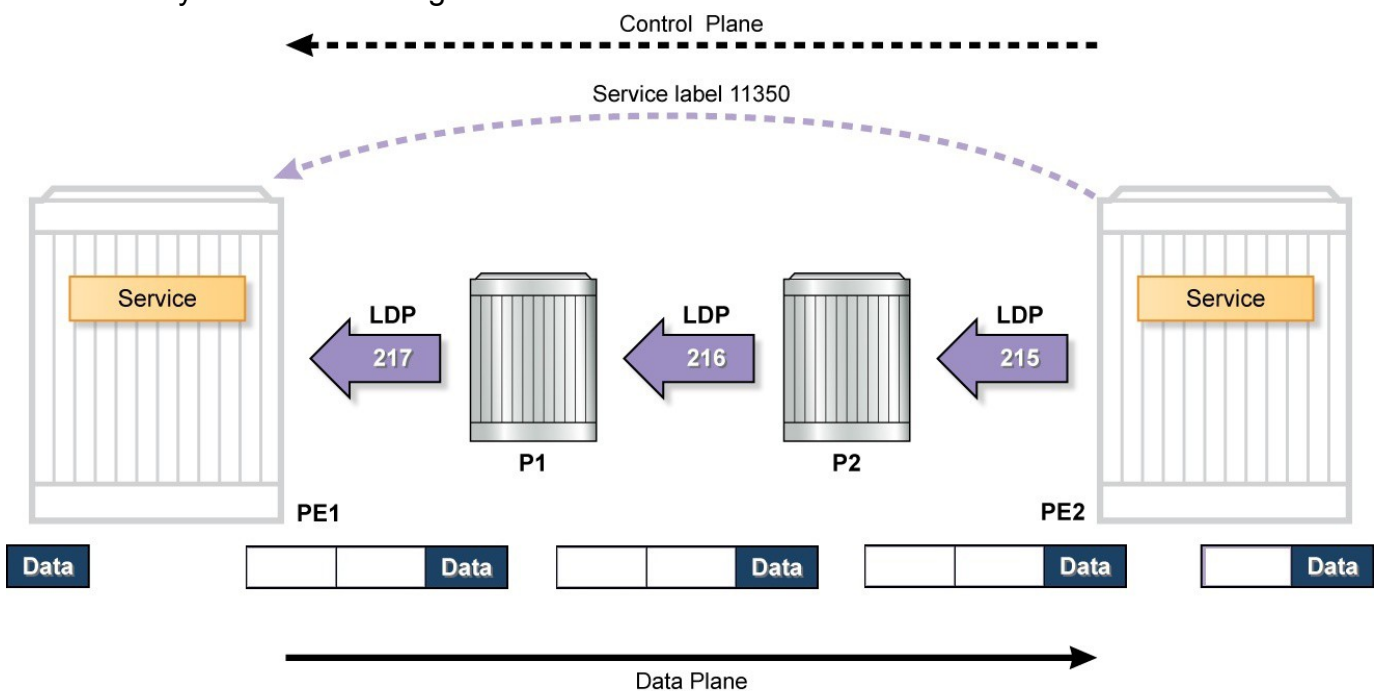 Control Plane
Service label 11350
Service
Service
LDP
LDP
LDP
217
216
215
P1
P2
PE1
PE2
Data
Data
Data
Data
Data
Data Plane